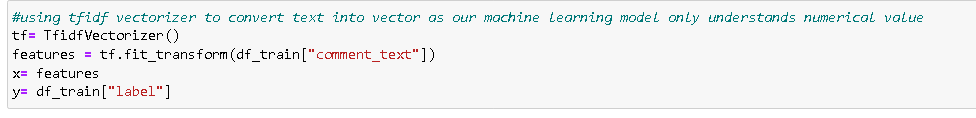 #using tfidf vectorizer to convert text into vector as our machine learning model only understands numerical value
tf= TfidfVectorizer()
features = tf.fit_transform(df_train["comment_text"])
x= features
y= df_train["label"]